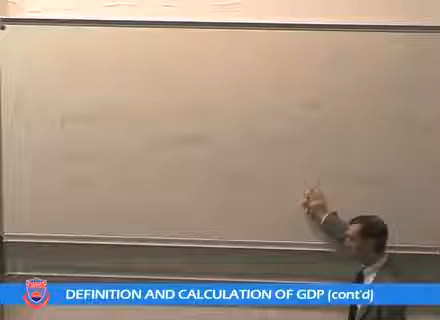 DEFINITION AND CALCULATION OF GDP (cont'd)